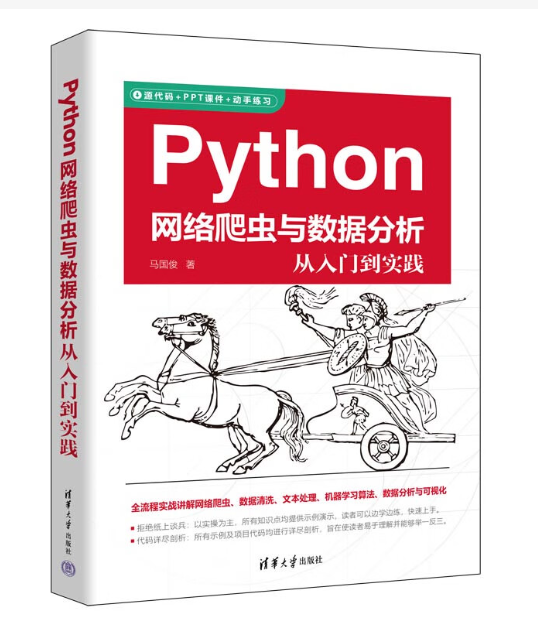 源代码+PPT课件+动手练习
Python
网络爬虫与数据分析
从入门到实践
马国俊 著
全流程实战讲解网络爬虫、数据清洗、文本处理、机器学习算法、数据分析与可视化
■ 拒绝纸上谈兵：以实操为主，所有知识点均提供示例演示，读者可以边学边练，快速上手。
■ 代码详尽剖析：所有示例及项目代码均进行详尽剖析，旨在使读者易于理解并能够举一反三。
清华大学出版社
Python网络爬虫与数据分析从入门到实践
清华大学出版社